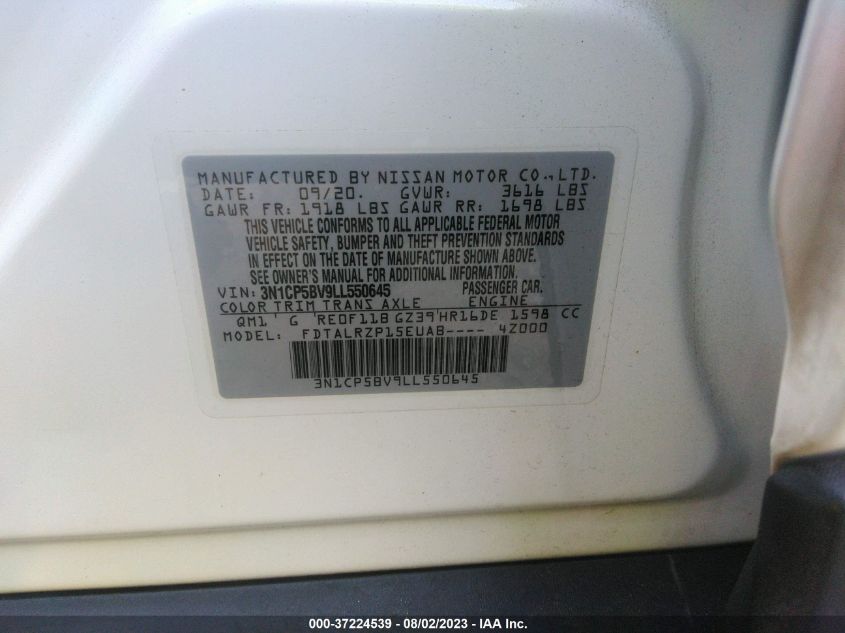 MANUFACTURED BY NISSAN MOTOR CO., LTD.
DATE: 09/20. GVWR: 3616 LBS
GAWR FR: 1918 LBS GAWR RR: 1698 LBS
THIS VEHICLE CONFORMS TO ALL APPLICABLE FEDERAL MOTOR
VEHICLE SAFETY, BUMPER AND THEFT PREVENTION STANDARDS
IN EFFECT ON THE DATE OF MANUFACTURE SHOWN ABOVE.
SEE OWNER'S MANUAL FOR ADDITIONAL INFORMATION
VIN: 3N1CP5BV9LL550645 PASSENGER CAR.
COLOR TRIM TRANS AXLE ENGINE
QM1 G RE0F11B GZ39 HR16DE 1598 CC
MODEL: FDTALRZP15EUAB---- 4Z000
3N1CP5BV9LL550645
000-37224539 - 08/02/2023 - © IAA Inc.